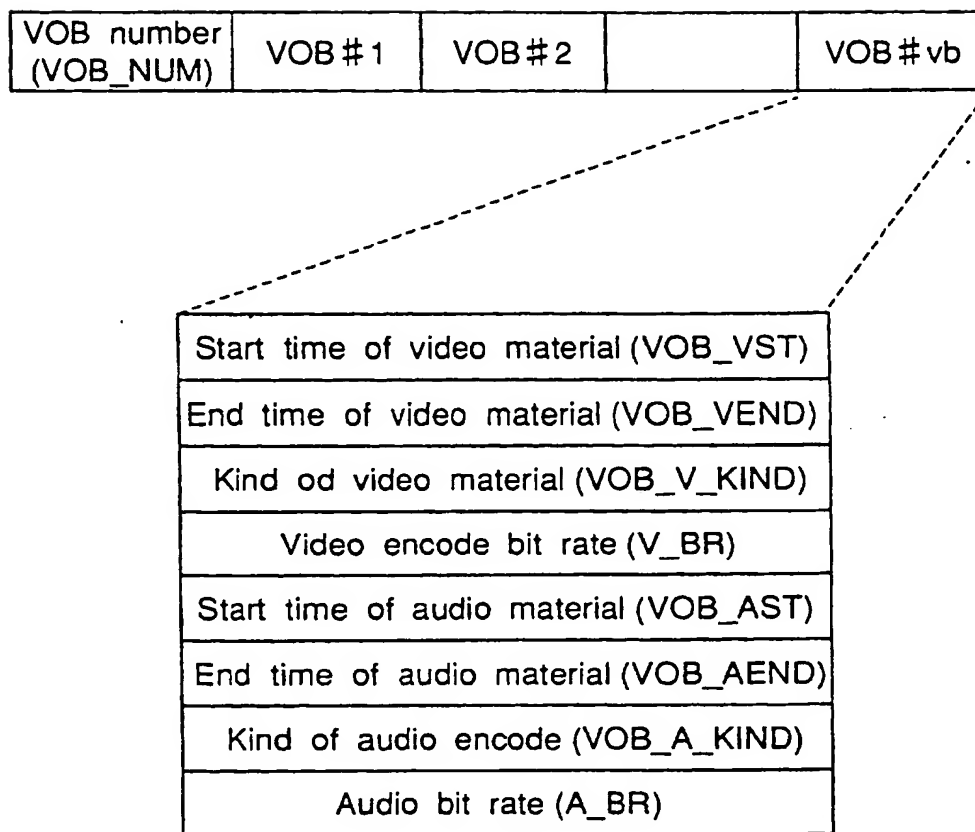 VOB number
(VOB_NUM)
VOB#1
VOB#2
VOB#vb
Start time of video material (VOB_VST)
End time of video material (VOB_VEND)
Kind od video material (VOB_V_KIND)
Video encode bit rate (V_BR)
Start time of audio material (VOB_AST)
End time of audio material (VOB_AEND)
Kind of audio encode (VOB_A_KIND)
Audio bit rate (A_BR)